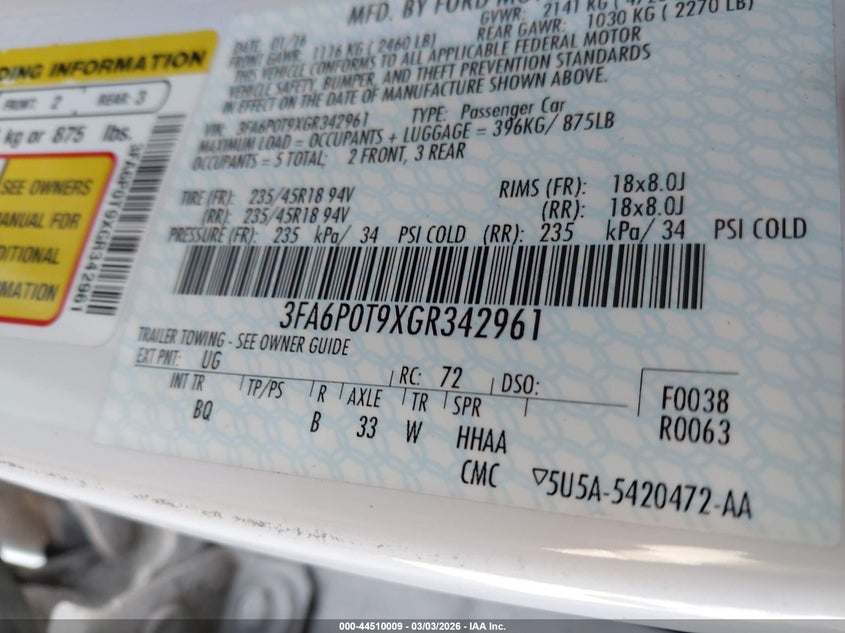 MFD. BY FORD
GVWR: 2141 KG
DATE: 01/16
REAR GAWR: 1030 KG ( 2270 LB)
FRONT GAWR: 1116 KG ( 2460 LB)
THIS VEHICLE CONFORMS TO ALL APPLICABLE FEDERAL MOTOR
VEHICLE SAFETY, BUMPER, AND THEFT PREVENTION STANDARDS
IN EFFECT ON THE DATE OF MANUFACTURE SHOWN ABOVE.
VIN: 3FA6P0T9XGR342961 TYPE: Passenger Car
MAXIMUM LOAD = OCCUPANTS + LUGGAGE = 396KG/ 875LB
OCCUPANTS = 5 TOTAL; 2 FRONT, 3 REAR
TIRE (FR): 235/45R18 94V RIMS (FR): 18x8.0J
(RR): 235/45R18 94V (RR): 18x8.0J
PRESSURE (FR): 235 kPa/ 34 PSI COLD (RR): 235 kPa/ 34 PSI COLD
3FA6P0T9XGR342961
TRAILER TOWING - SEE OWNER GUIDE
EXT PNT: UG RC: 72 DSO:
INT TR TP/PS R AXLE TR SPR
BQ B 33 W HHAA
CMC
F0038
R0063
▽5U5A-5420472-AA
INFORMATION
FRONT: 2 REAR: 3
kg or 875 lbs.
SEE OWNERS
MANUAL FOR
3FA6P0T9XGR342961
000-44510009 - 03/03/2026 - IAA Inc.